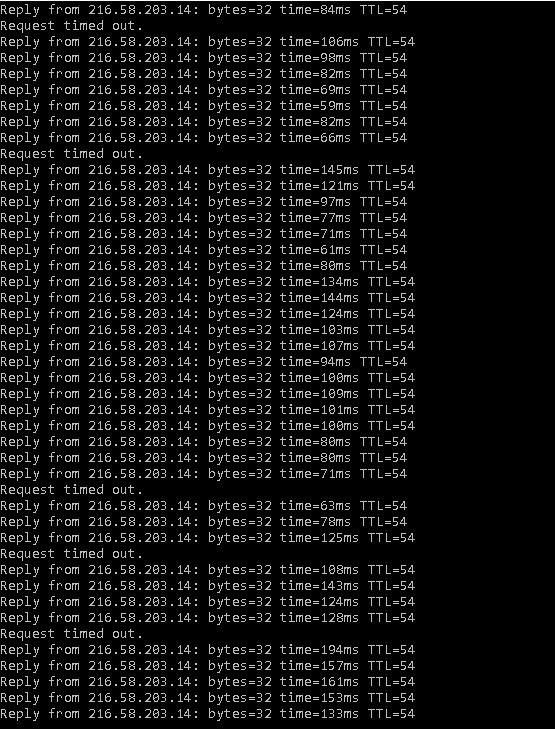 Reply from 216.58.203.14: bytes=32 time=84ms TTL=54
Request timed out.
Reply from 216.58.203.14: bytes=32 time=106ms TTL=54
Reply from 216.58.203.14: bytes=32 time=98ms TTL=54
Reply from 216.58.203.14: bytes=32 time=82ms TTL=54
Reply from 216.58.203.14: bytes=32 time=69ms TTL=54
Reply from 216.58.203.14: bytes=32 time=59ms TTL=54
Reply from 216.58.203.14: bytes=32 time=82ms TTL=54
Reply from 216.58.203.14: bytes=32 time=66ms TTL=54
Request timed out.
Reply from 216.58.203.14: bytes=32 time=145ms TTL=54
Reply from 216.58.203.14: bytes=32 time=121ms TTL=54
Reply from 216.58.203.14: bytes=32 time=97ms TTL=54
Reply from 216.58.203.14: bytes=32 time=77ms TTL=54
Reply from 216.58.203.14: bytes=32 time=71ms TTL=54
Reply from 216.58.203.14: bytes=32 time=61ms TTL=54
Reply from 216.58.203.14: bytes=32 time=80ms TTL=54
Reply from 216.58.203.14: bytes=32 time=134ms TTL=54
Reply from 216.58.203.14: bytes=32 time=144ms TTL=54
Reply from 216.58.203.14: bytes=32 time=124ms TTL=54
Reply from 216.58.203.14: bytes=32 time=103ms TTL=54
Reply from 216.58.203.14: bytes=32 time=107ms TTL=54
Reply from 216.58.203.14: bytes=32 time=94ms TTL=54
Reply from 216.58.203.14: bytes=32 time=100ms TTL=54
Reply from 216.58.203.14: bytes=32 time=109ms TTL=54
Reply from 216.58.203.14: bytes=32 time=101ms TTL=54
Reply from 216.58.203.14: bytes=32 time=100ms TTL=54
Reply from 216.58.203.14: bytes=32 time=80ms TTL=54
Reply from 216.58.203.14: bytes=32 time=80ms TTL=54
Reply from 216.58.203.14: bytes=32 time=71ms TTL=54
Request timed out.
Reply from 216.58.203.14: bytes=32 time=63ms TTL=54
Reply from 216.58.203.14: bytes=32 time=78ms TTL=54
Reply from 216.58.203.14: bytes=32 time=125ms TTL=54
Request timed out.
Reply from 216.58.203.14: bytes=32 time=108ms TTL=54
Reply from 216.58.203.14: bytes=32 time=143ms TTL=54
Reply from 216.58.203.14: bytes=32 time=124ms TTL=54
Reply from 216.58.203.14: bytes=32 time=128ms TTL=54
Request timed out.
Reply from 216.58.203.14: bytes=32 time=194ms TTL=54
Reply from 216.58.203.14: bytes=32 time=157ms TTL=54
Reply from 216.58.203.14: bytes=32 time=161ms TTL=54
Reply from 216.58.203.14: bytes=32 time=153ms TTL=54
Reply from 216.58.203.14: bytes=32 time=133ms TTL=54